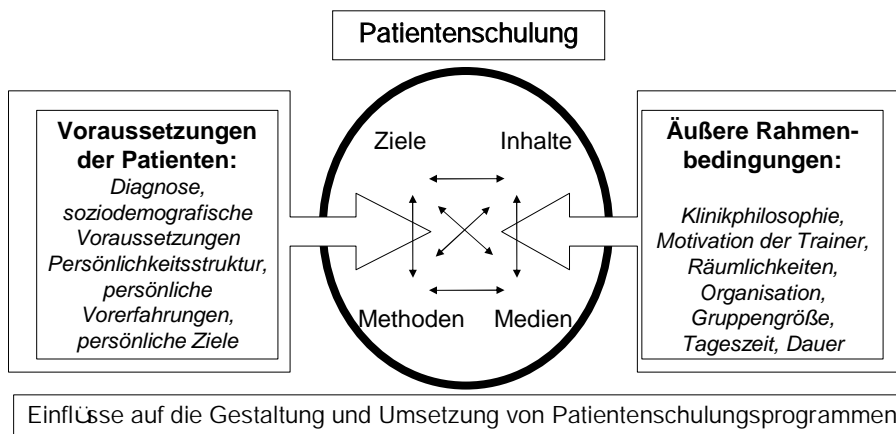 Patientenschulung
Voraussetzungen
der Patienten:
Diagnose,
soziodemografische
Voraussetzungen
Persönlichkeitsstruktur,
persönliche
Vorerfahrungen,
persönliche Ziele
Ziele Inhalte
Methoden Medien
Äußere Rahmen-
bedingungen:
Klinikphilosophie,
Motivation der Trainer,
Räumlichkeiten,
Organisation,
Gruppengröße,
Tageszeit, Dauer
Einflüsse auf die Gestaltung und Umsetzung von Patientenschulungsprogrammen